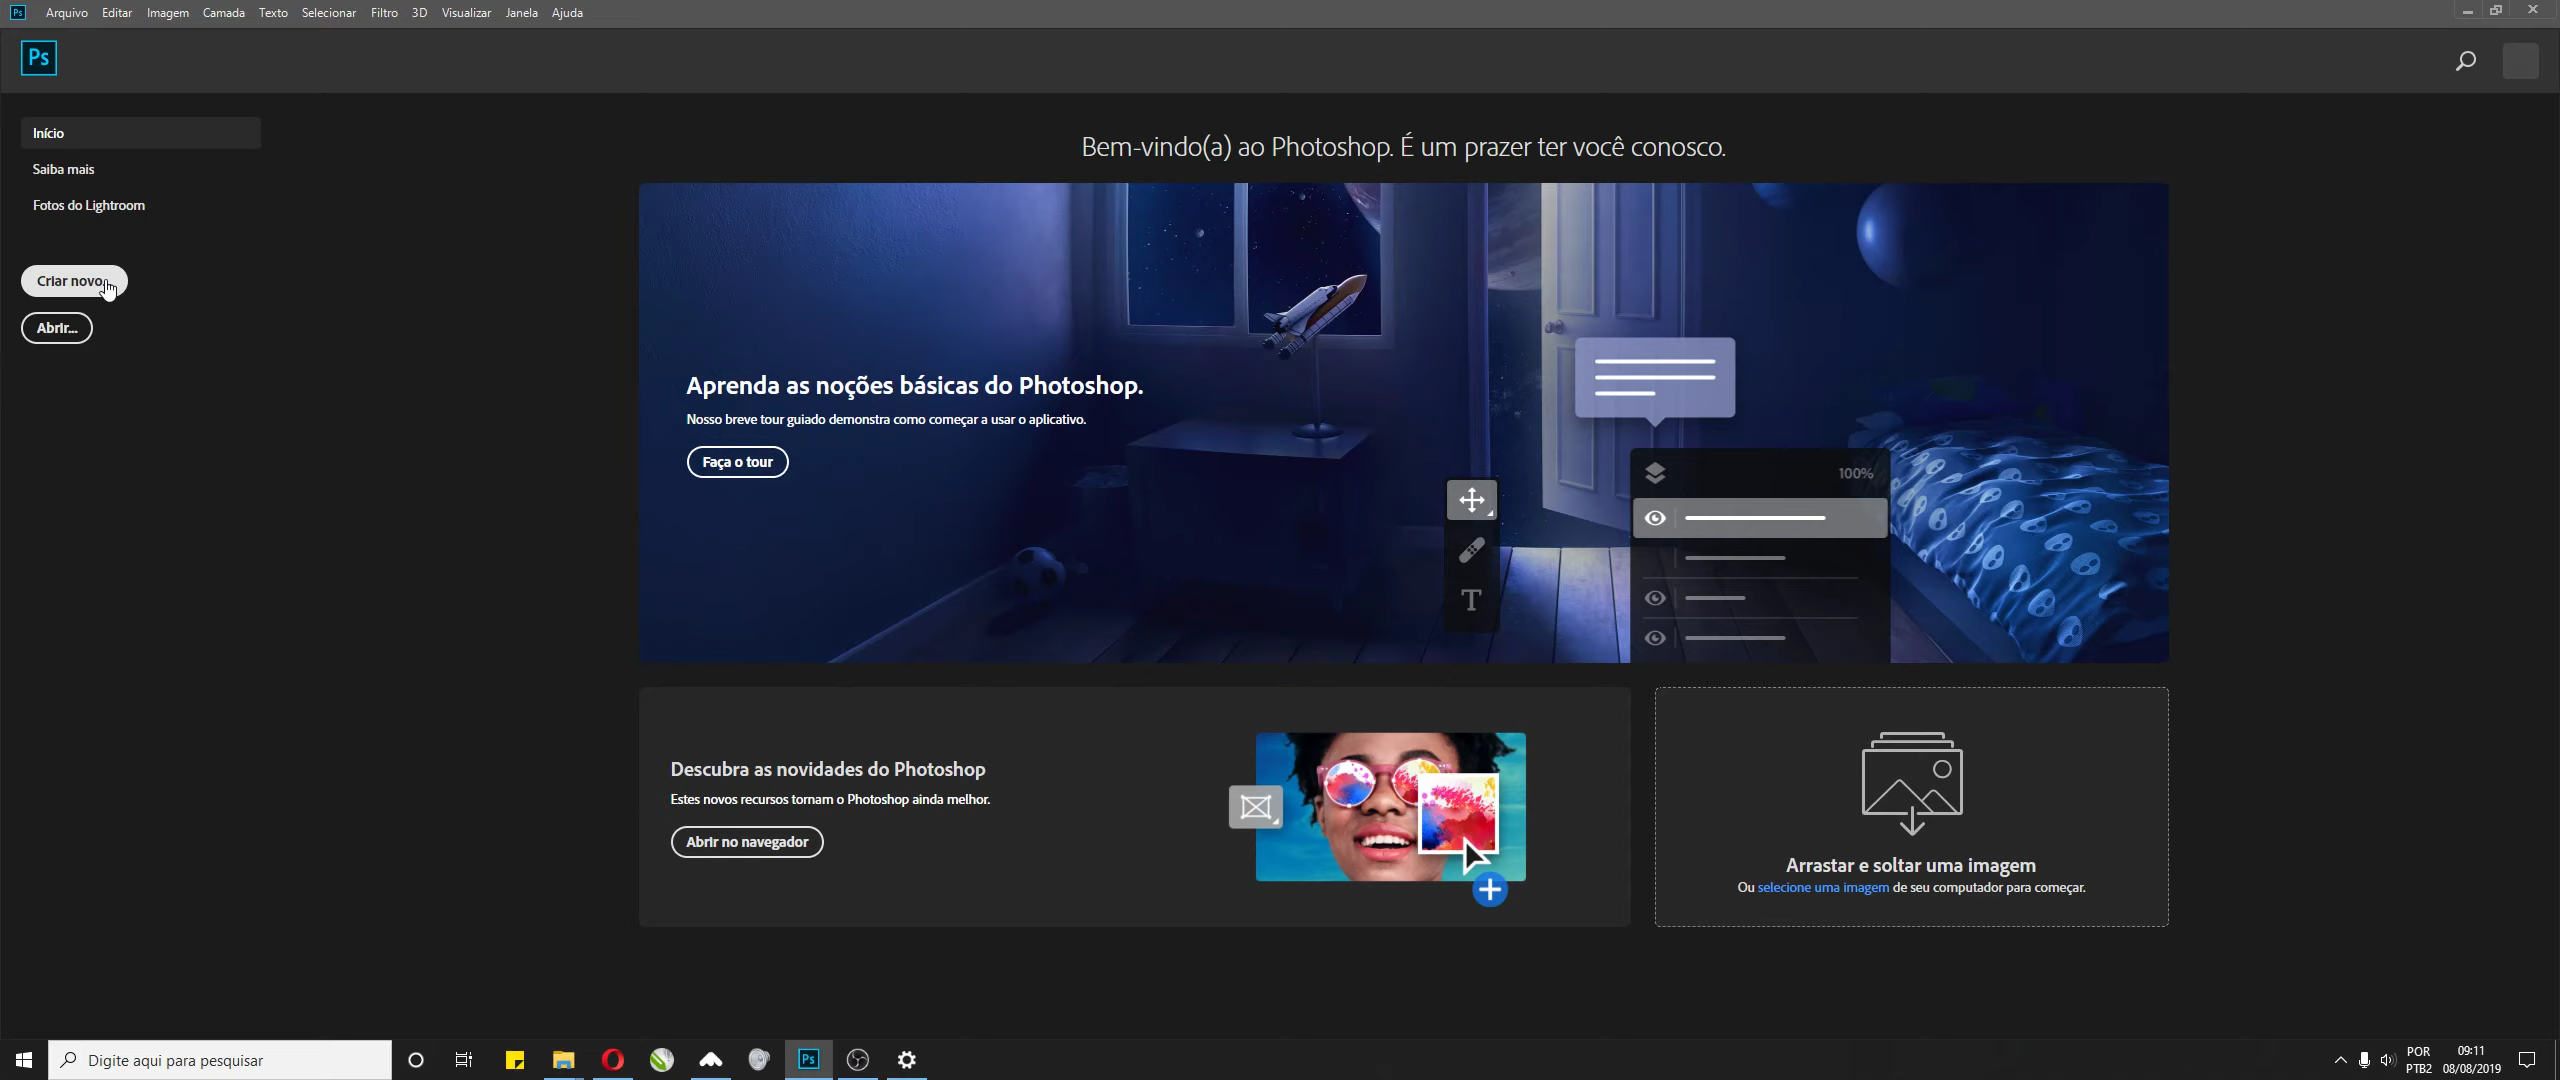 Ps Arquivo Editar Imagem Camada Texto Selecionar Filtro 3D Visualizar Janela Ajuda
Ps
Início
Saiba mais
Fotos do Lightroom
Criar novo...
Abrir...
Bem-vindo(a) ao Photoshop. É um prazer ter você conosco.
Aprenda as noções básicas do Photoshop.
Nosso breve tour guiado demonstra como começar a usar o aplicativo.
Faça o tour
100%
T
Descubra as novidades do Photoshop
Estes novos recursos tornam o Photoshop ainda melhor.
Abrir no navegador
Arrastar e soltar uma imagem
Ou selecione uma imagem de seu computador para começar.
Digite aqui para pesquisar
Ps
POR
PTB2
09:11
08/08/2019